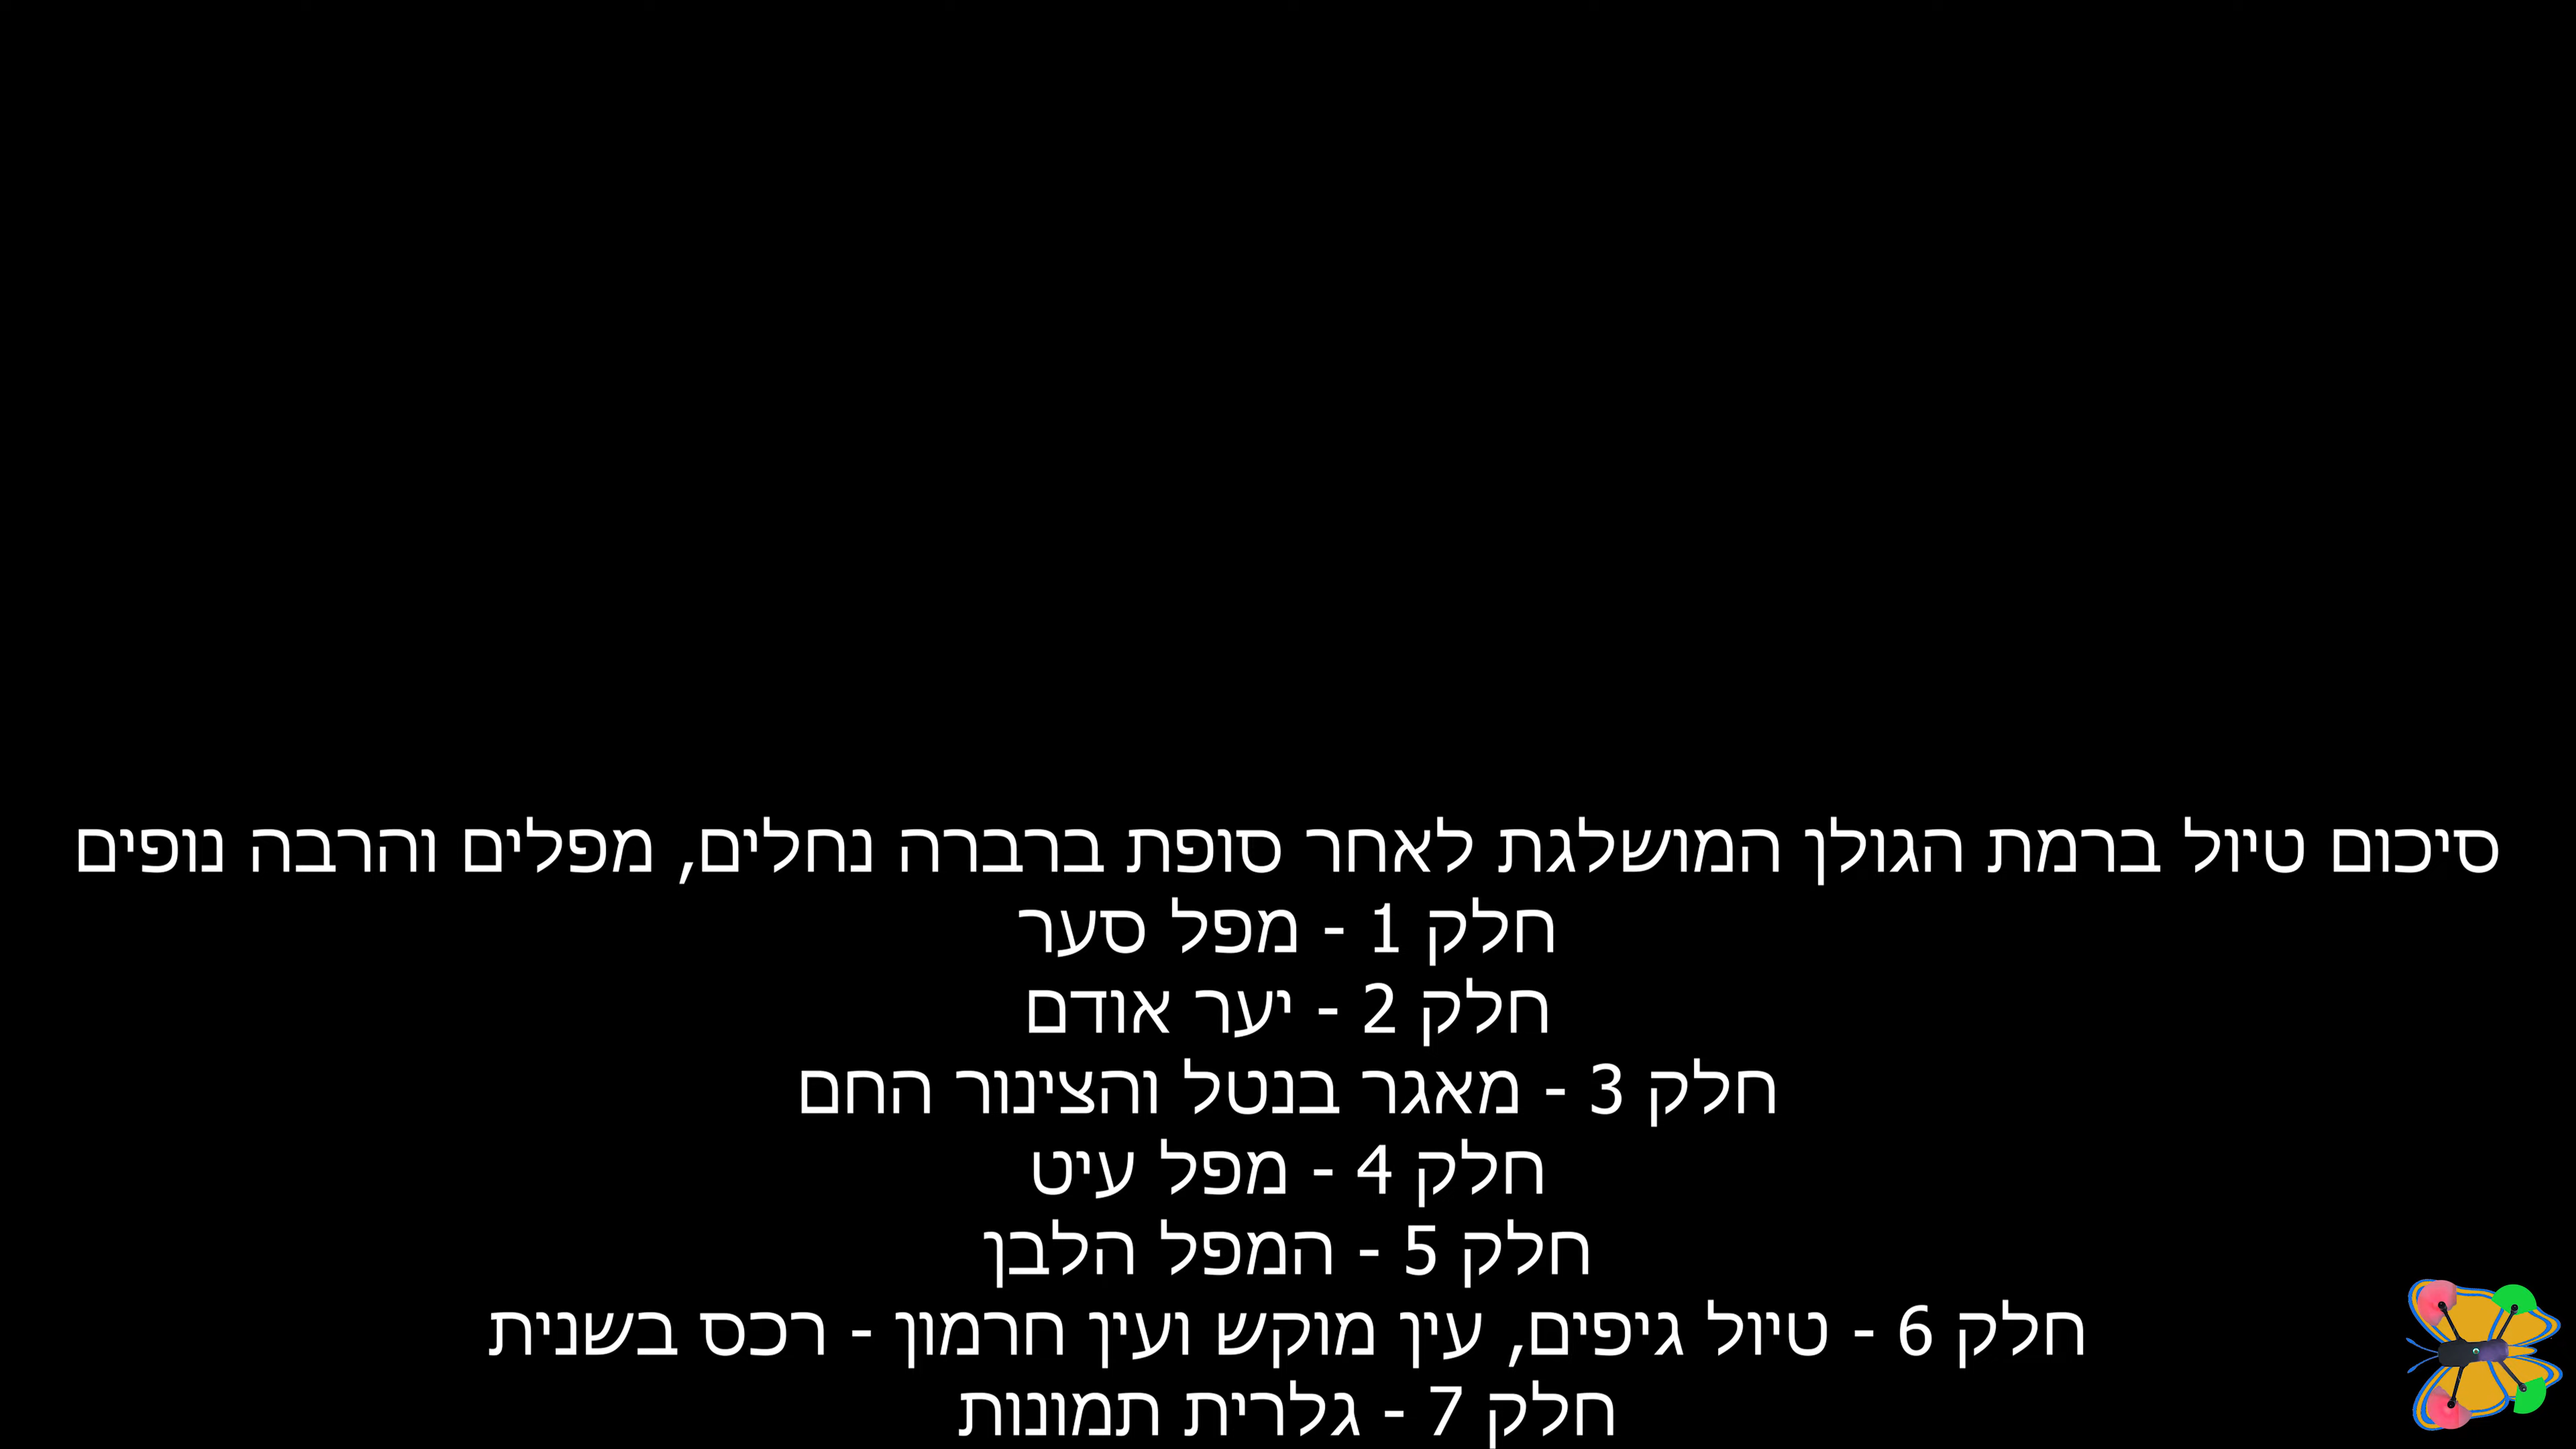 סיכום טיול ברמת הגולן המושלגת לאחר סופת ברברה נחלים, מפלים והרבה נופים
חלק 1 - מפל סער
חלק 2 - יער אודם
חלק 3 - מאגר בנטל והצינור החם
חלק 4 - מפל עיט
חלק 5 - המפל הלבן
חלק 6 - טיול גיפים, עין מוקש ועין חרמון - רכס בשנית
חלק 7 - גלרית תמונות